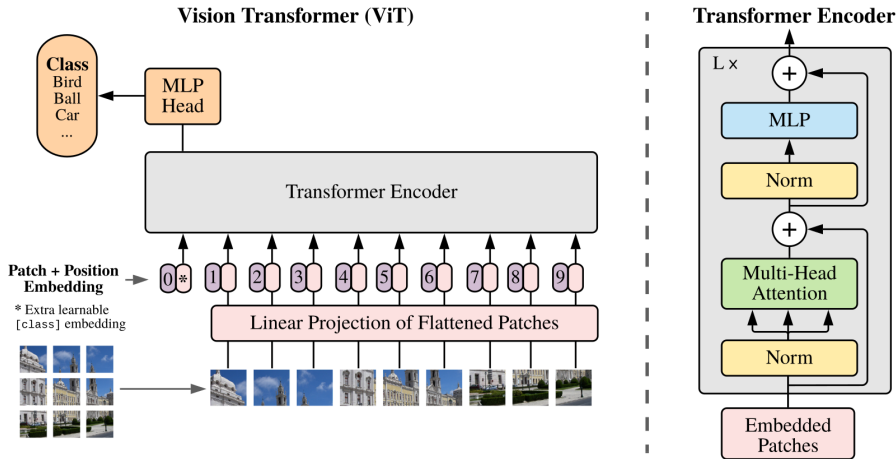 Vision Transformer (ViT)
Class
Bird
Ball
Car
...
MLP
Head
Transformer Encoder
Patch + Position
Embedding
0 * 1 2 3 4 5 6 7 8 9
* Extra learnable
[class] embedding
Linear Projection of Flattened Patches
Transformer Encoder
L ×
+
MLP
Norm
+
Multi-Head
Attention
Norm
Embedded
Patches